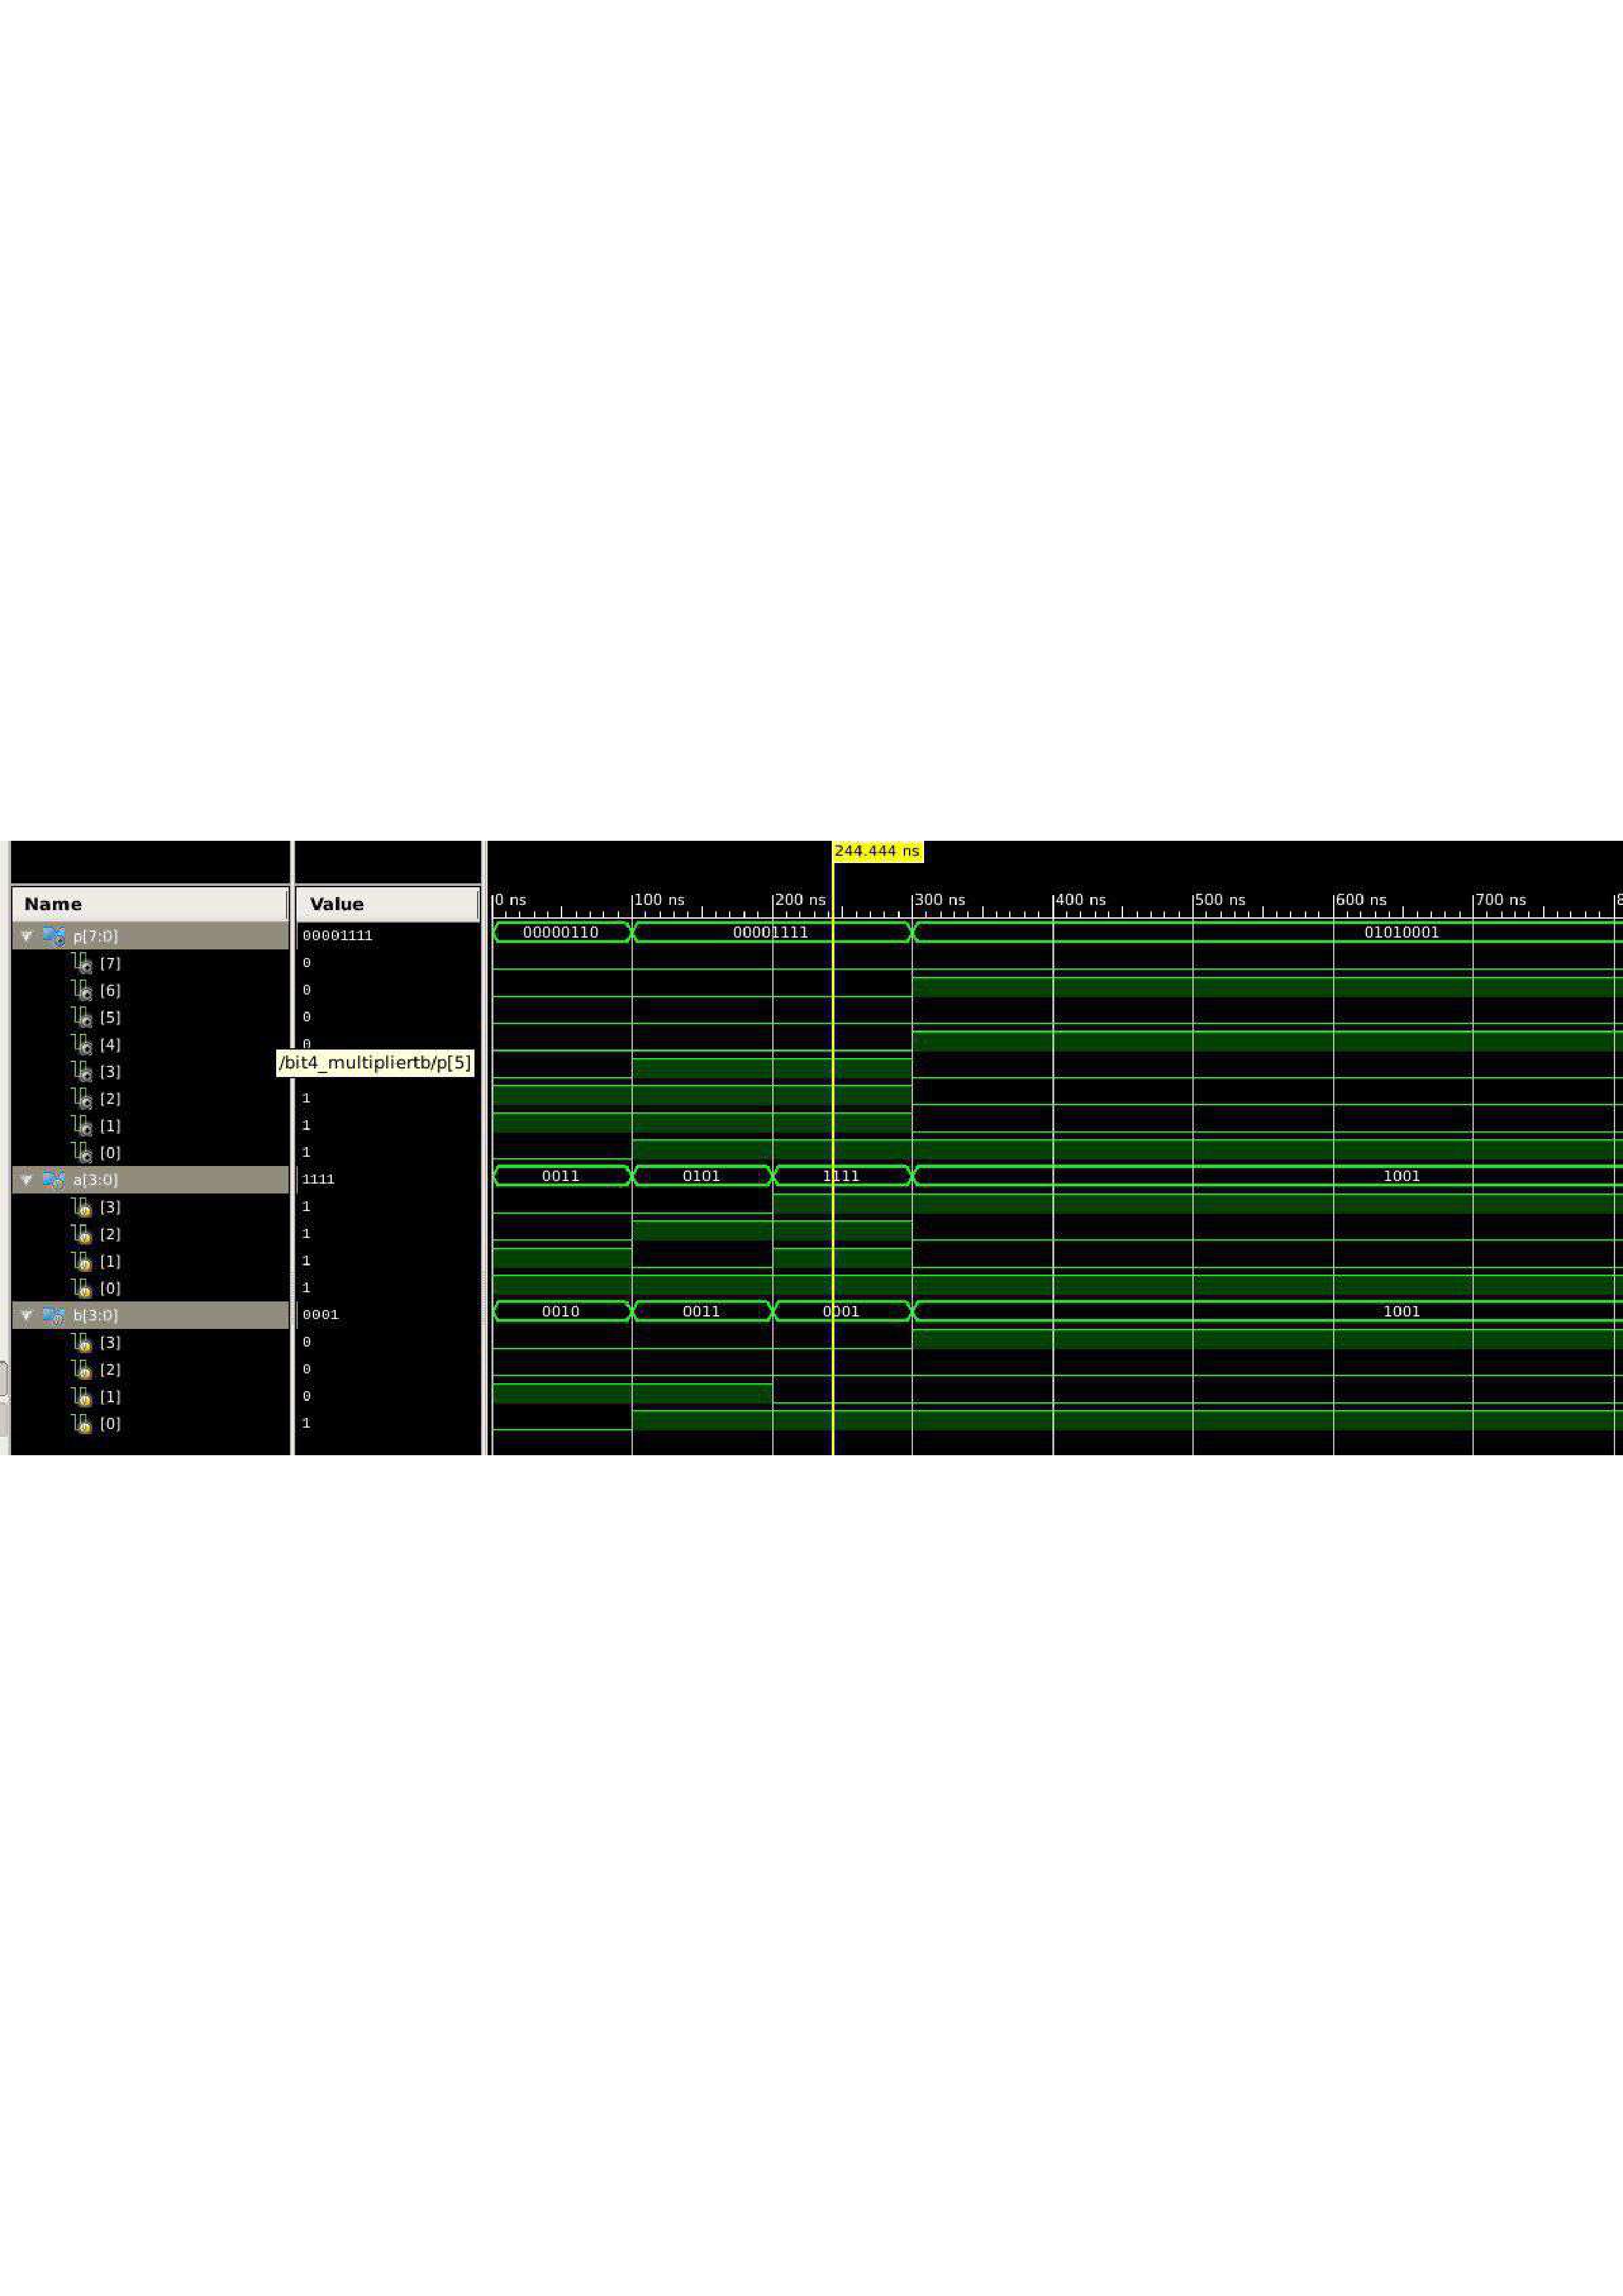 244.444 ns
Name Value 0 ns 100 ns 200 ns 300 ns 400 ns 500 ns 600 ns 700 ns 8
p[7:0] 00001111 00000110 00001111 01010001
[7] 0
[6] 0
[5] 0
[4] 0
/bit4_multipliertb/p[5]
[3]
[2] 1
[1] 1
[0] 1
a[3:0] 1111 0011 0101 1111 1001
[3] 1
[2] 1
[1] 1
[0] 1
b[3:0] 0001 0010 0011 0001 1001
[3] 0
[2] 0
[1] 0
[0] 1